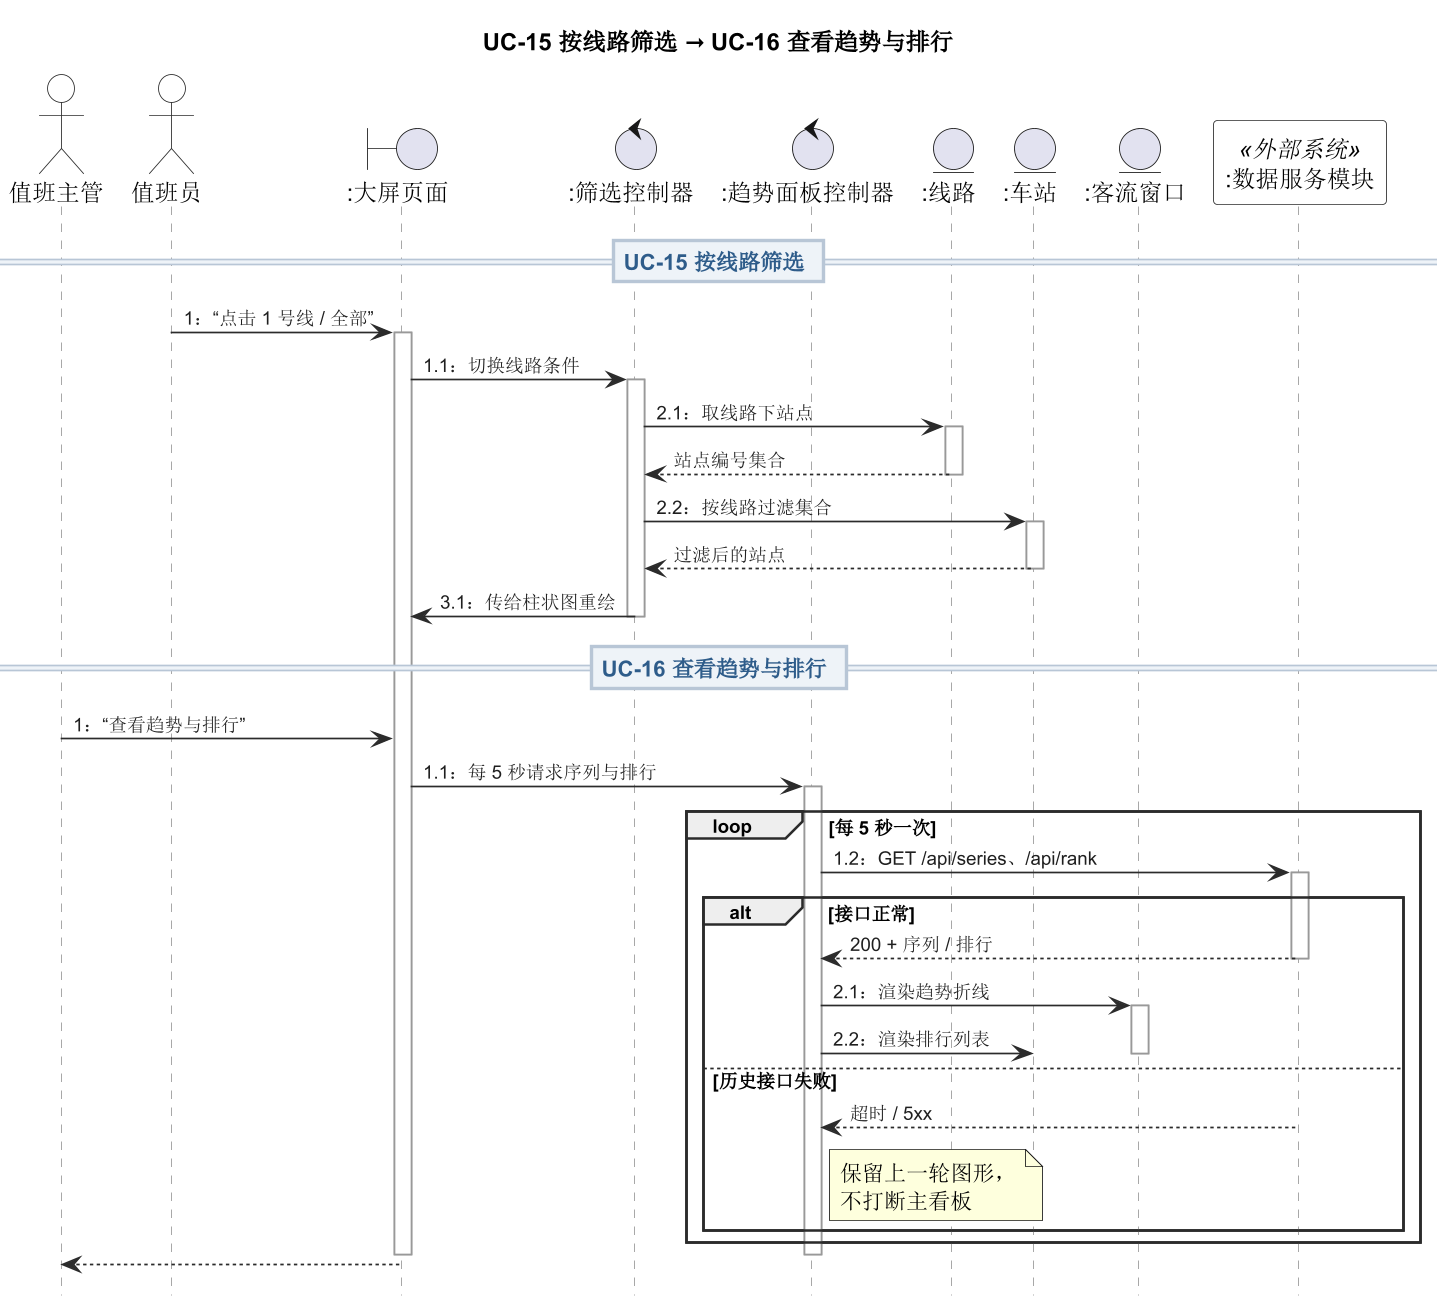 UC-15 按线路筛选 → UC-16 查看趋势与排行
值班主管
值班员
:大屏页面
:筛选控制器
:趋势面板控制器
:线路
:车站
:客流窗口
«外部系统»
:数据服务模块
UC-15 按线路筛选
1：“点击 1 号线 / 全部”
1.1：切换线路条件
2.1：取线路下站点
站点编号集合
2.2：按线路过滤集合
过滤后的站点
3.1：传给柱状图重绘
UC-16 查看趋势与排行
1：“查看趋势与排行”
1.1：每 5 秒请求序列与排行
loop
[每 5 秒一次]
1.2：GET /api/series、/api/rank
alt
[接口正常]
200 + 序列 / 排行
2.1：渲染趋势折线
2.2：渲染排行列表
[历史接口失败]
超时 / 5xx
保留上一轮图形，
不打断主看板